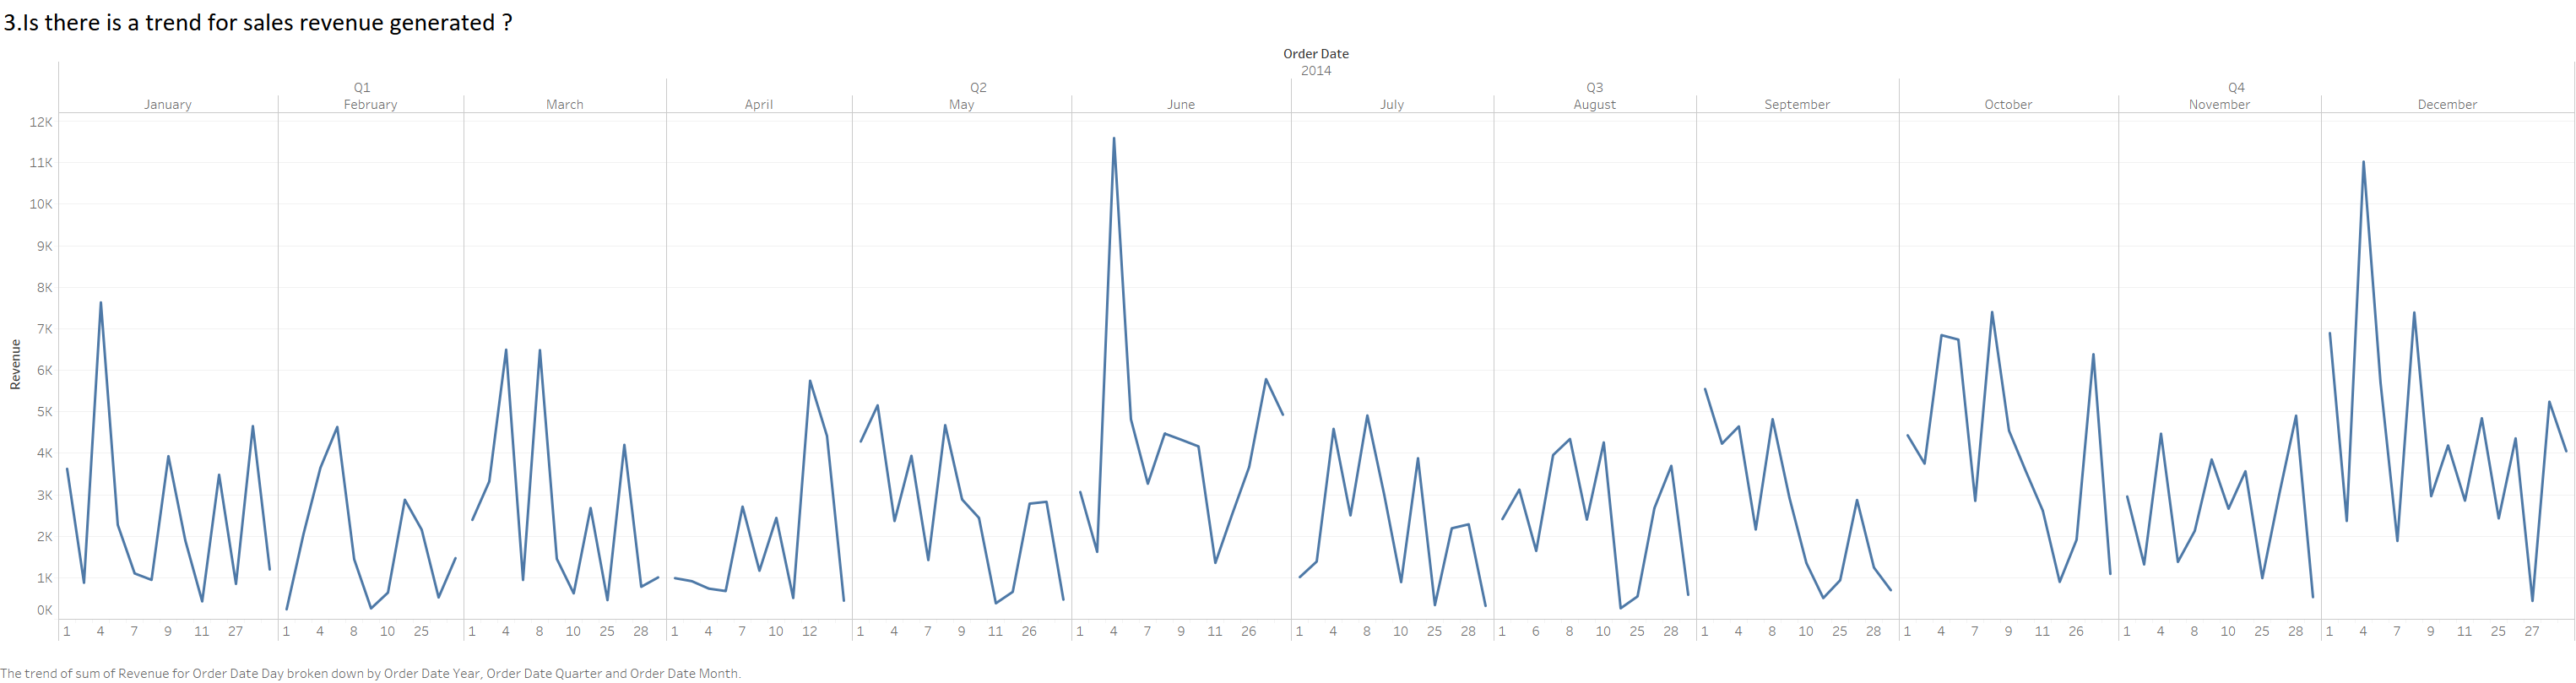 3.Is there is a trend for sales revenue generated ?
Order Date
2014
Q1 Q2 Q3 Q4
January February March April May June July August September October November December
12K
11K
10K
9K
8K
7K
6K
5K
4K
3K
2K
1K
0K
Revenue
1 4 7 9 11 27 1 4 8 10 25 1 4 8 10 25 28 1 4 7 10 12 1 4 7 9 11 26 1 4 7 9 11 26 1 4 8 10 25 28 1 6 8 10 25 28 1 4 8 10 25 28 1 4 7 9 11 26 1 4 8 10 25 28 1 4 7 9 11 25 27
The trend of sum of Revenue for Order Date Day broken down by Order Date Year, Order Date Quarter and Order Date Month.